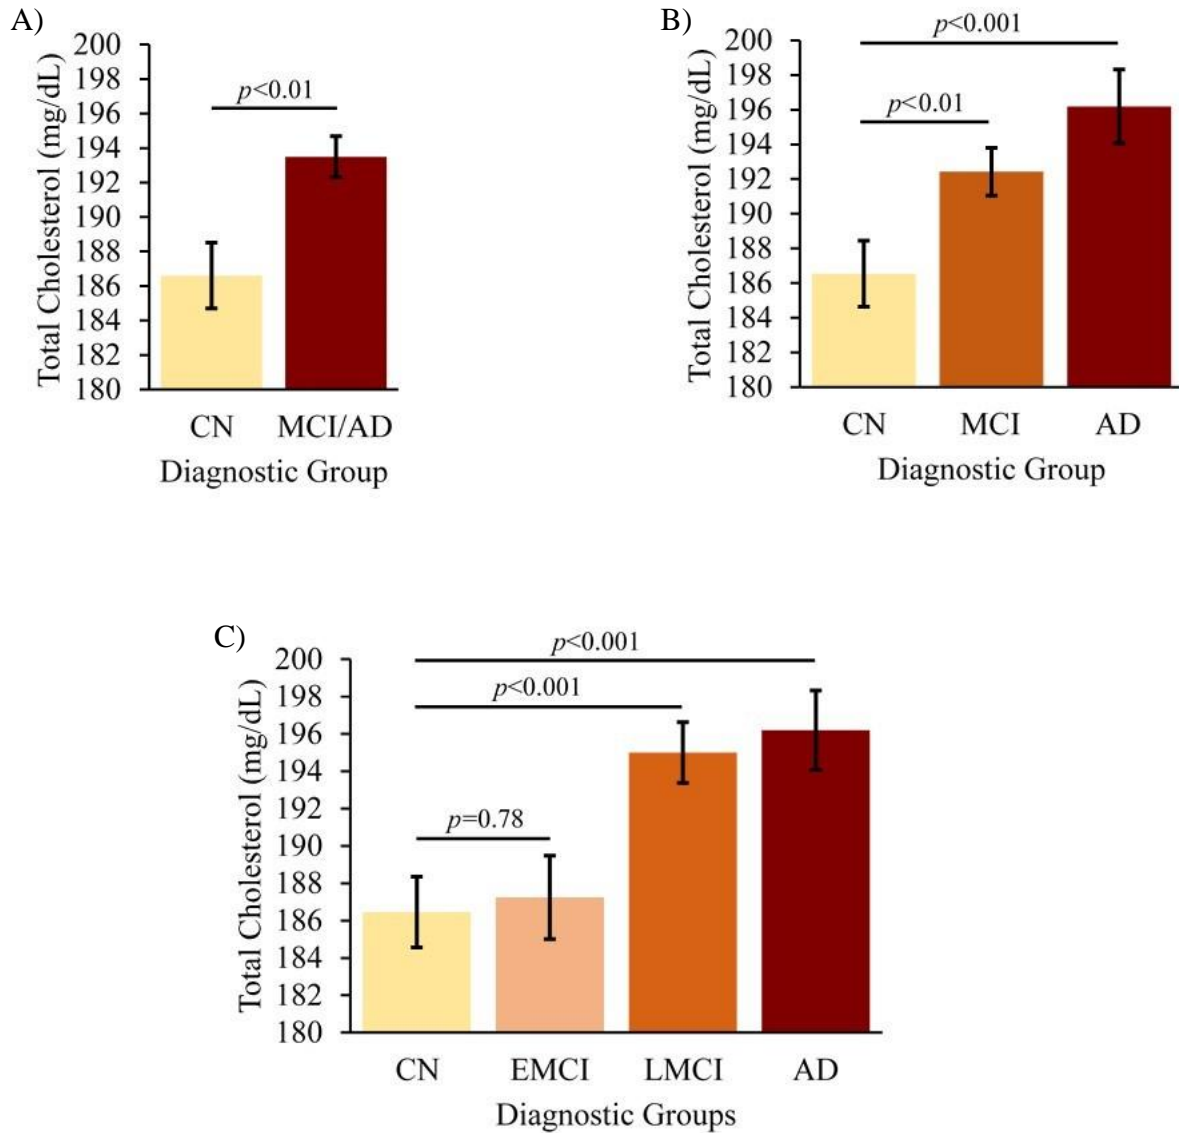 A)
p<0.01
Total Cholesterol (mg/dL)
200
198
196
194
192
190
188
186
184
182
180
CN MCI/AD
Diagnostic Group
B)
p<0.001
p<0.01
Total Cholesterol (mg/dL)
200
198
196
194
192
190
188
186
184
182
180
CN MCI AD
Diagnostic Group
C)
p<0.001
p<0.001
p=0.78
Total Cholesterol (mg/dL)
200
198
196
194
192
190
188
186
184
182
180
CN EMCI LMCI AD
Diagnostic Groups